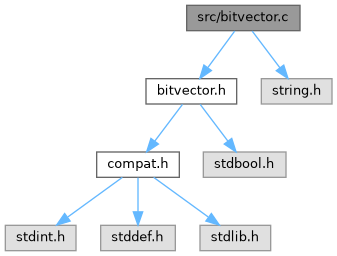 src/bitvector.c
bitvector.h
string.h
compat.h
stdbool.h
stdint.h
stddef.h
stdlib.h